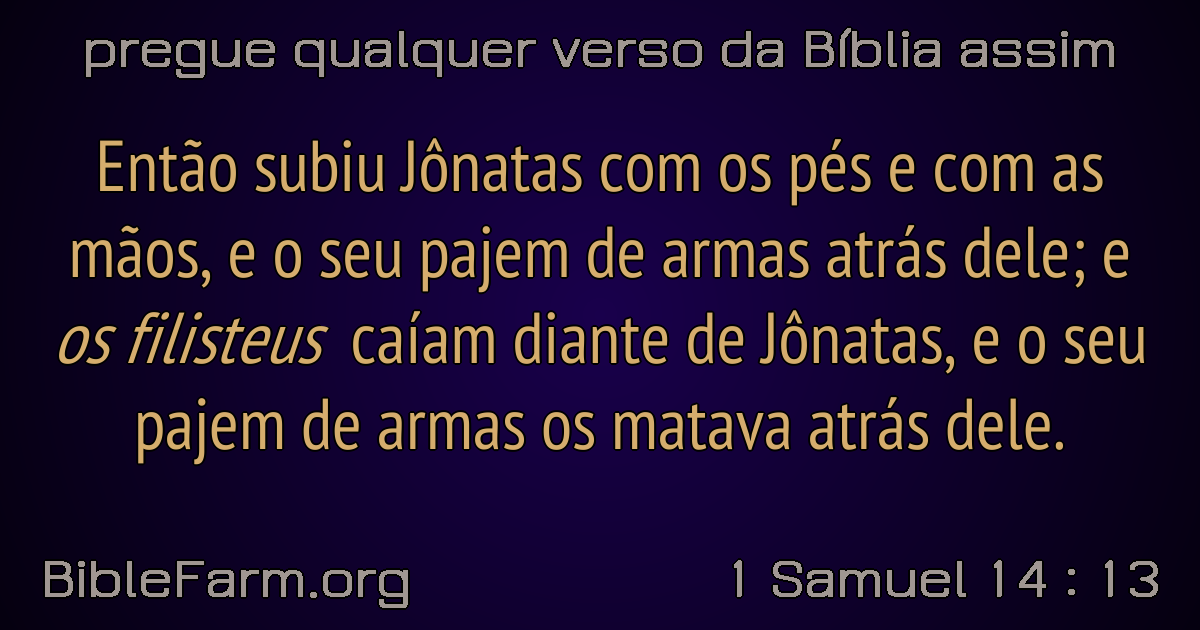 pregue qualquer verso da Bíblia assim
Então subiu Jônatas com os pés e com as
mãos, e o seu pajem de armas atrás dele; e
os filisteus caíam diante de Jônatas, e o seu
pajem de armas os matava atrás dele.
BibleFarm.org
1 Samuel 14 : 13